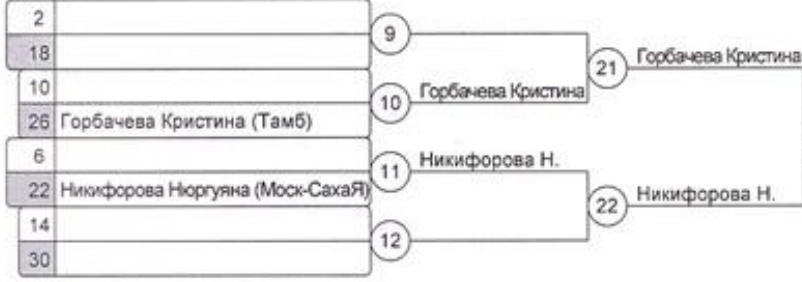 2
18
9
10
26 Горбачева Кристина (Тамб)
10
Горбачева Кристина
21
Горбачева Кристина
6
22 Никифорова Нюргуяна (Моск-СахаЯ)
11
Никифорова Н.
14
30
12
22
Никифорова Н.